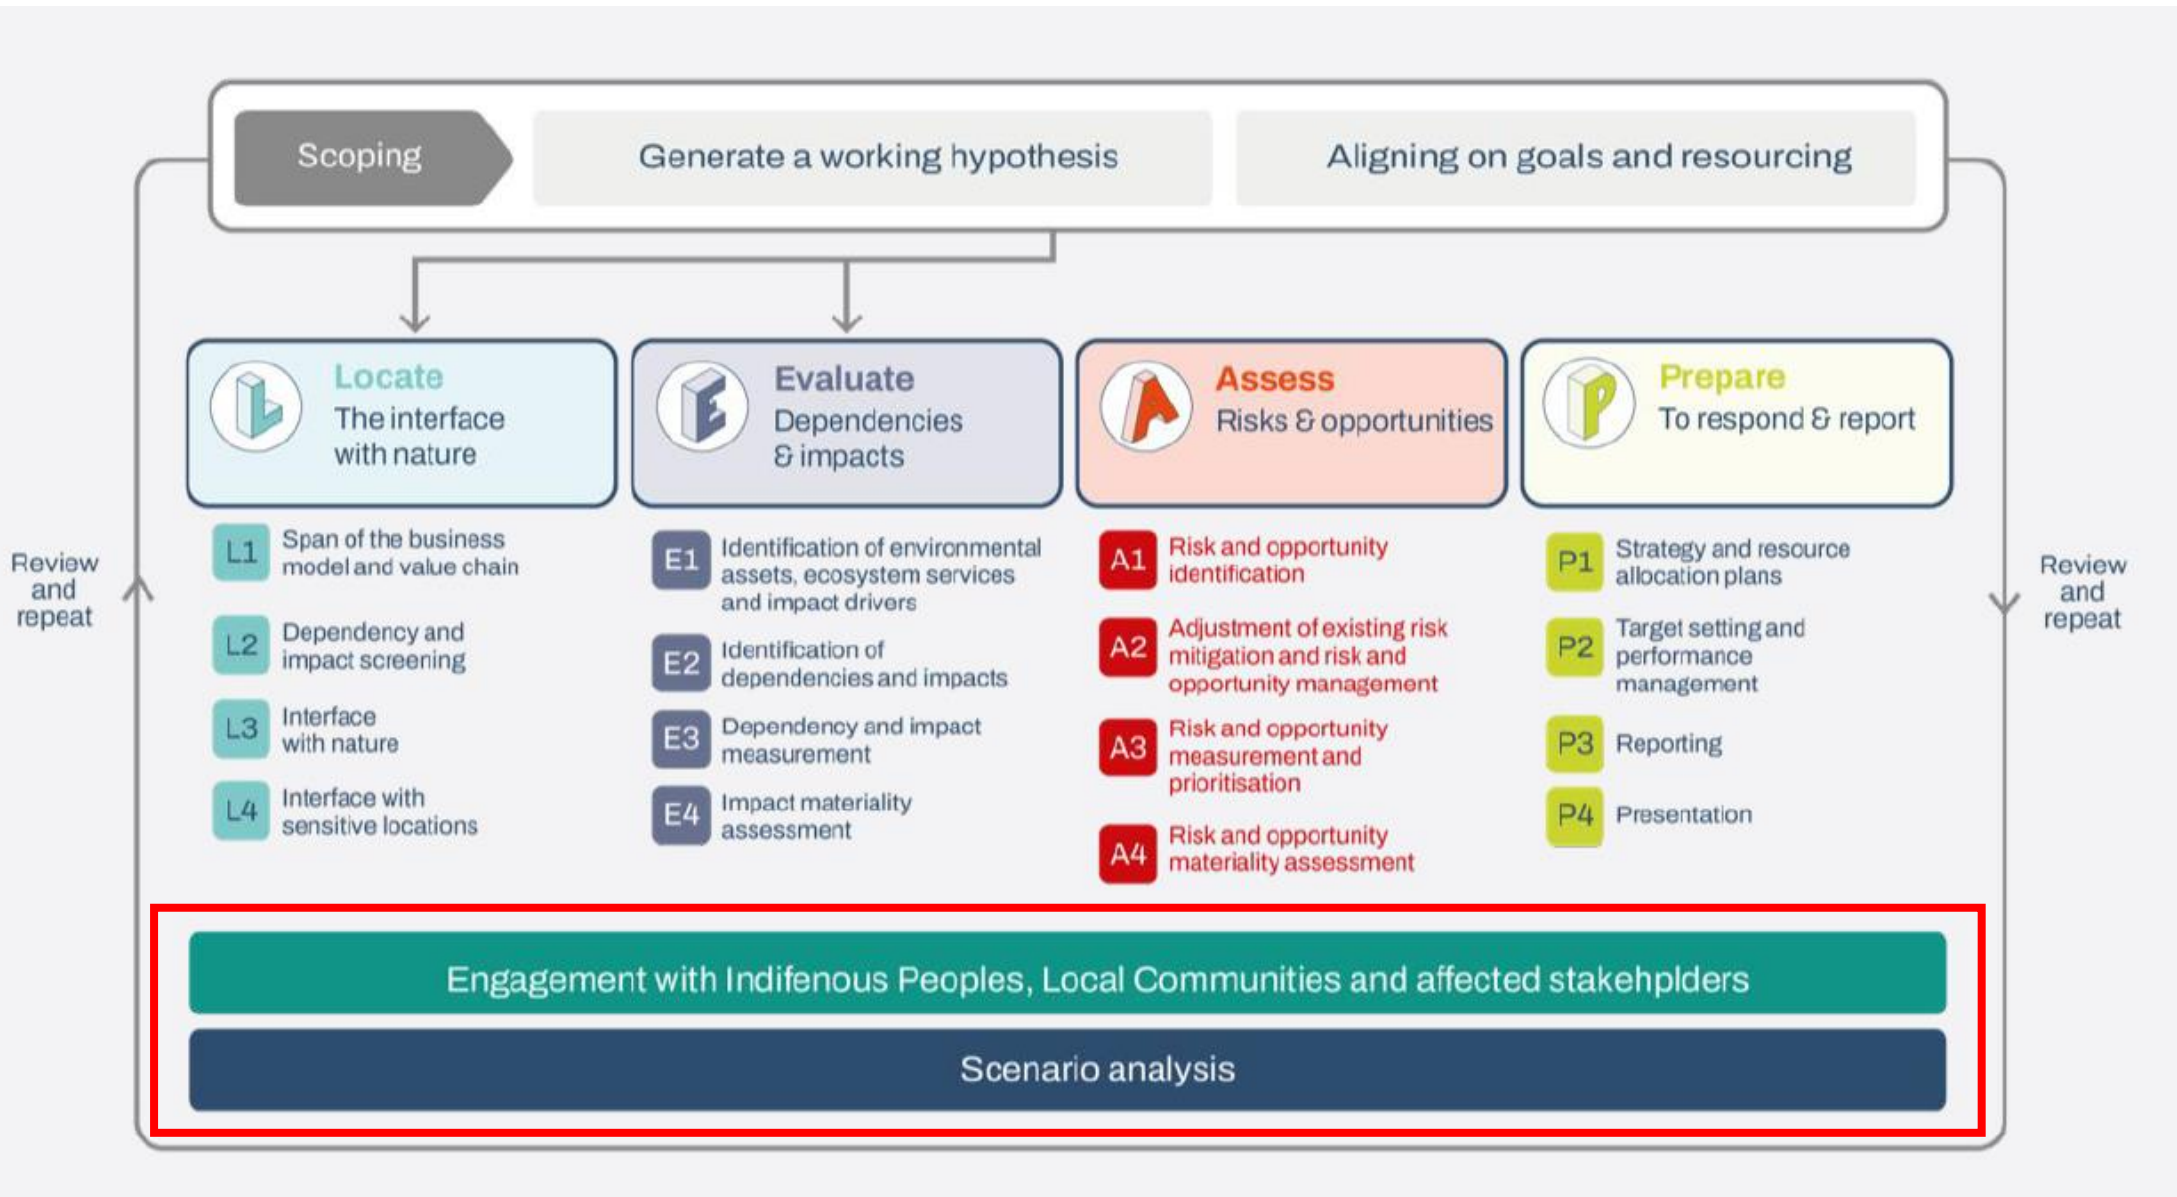 Scoping
Generate a working hypothesis
Aligning on goals and resourcing
Locate
The interface
with nature
Evaluate
Dependencies
& impacts
Assess
Risks & opportunities
Prepare
To respond & report
L1
Span of the business
model and value chain
L2
Dependency and
impact screening
L3
Interface
with nature
L4
Interface with
sensitive locations
E1
Identification of environmental
assets, ecosystem services
and impact drivers
E2
Identification of
dependencies and impacts
E3
Dependency and impact
measurement
E4
Impact materiality
assessment
A1
Risk and opportunity
identification
A2
Adjustment of existing risk
mitigation and risk and
opportunity management
A3
Risk and opportunity
measurement and
prioritisation
A4
Risk and opportunity
materiality assessment
P1
Strategy and resource
allocation plans
P2
Target setting and
performance
management
P3
Reporting
P4
Presentation
Review
and
repeat
Review
and
repeat
Engagement with Indifenous Peoples, Local Communities and affected stakehplders
Scenario analysis